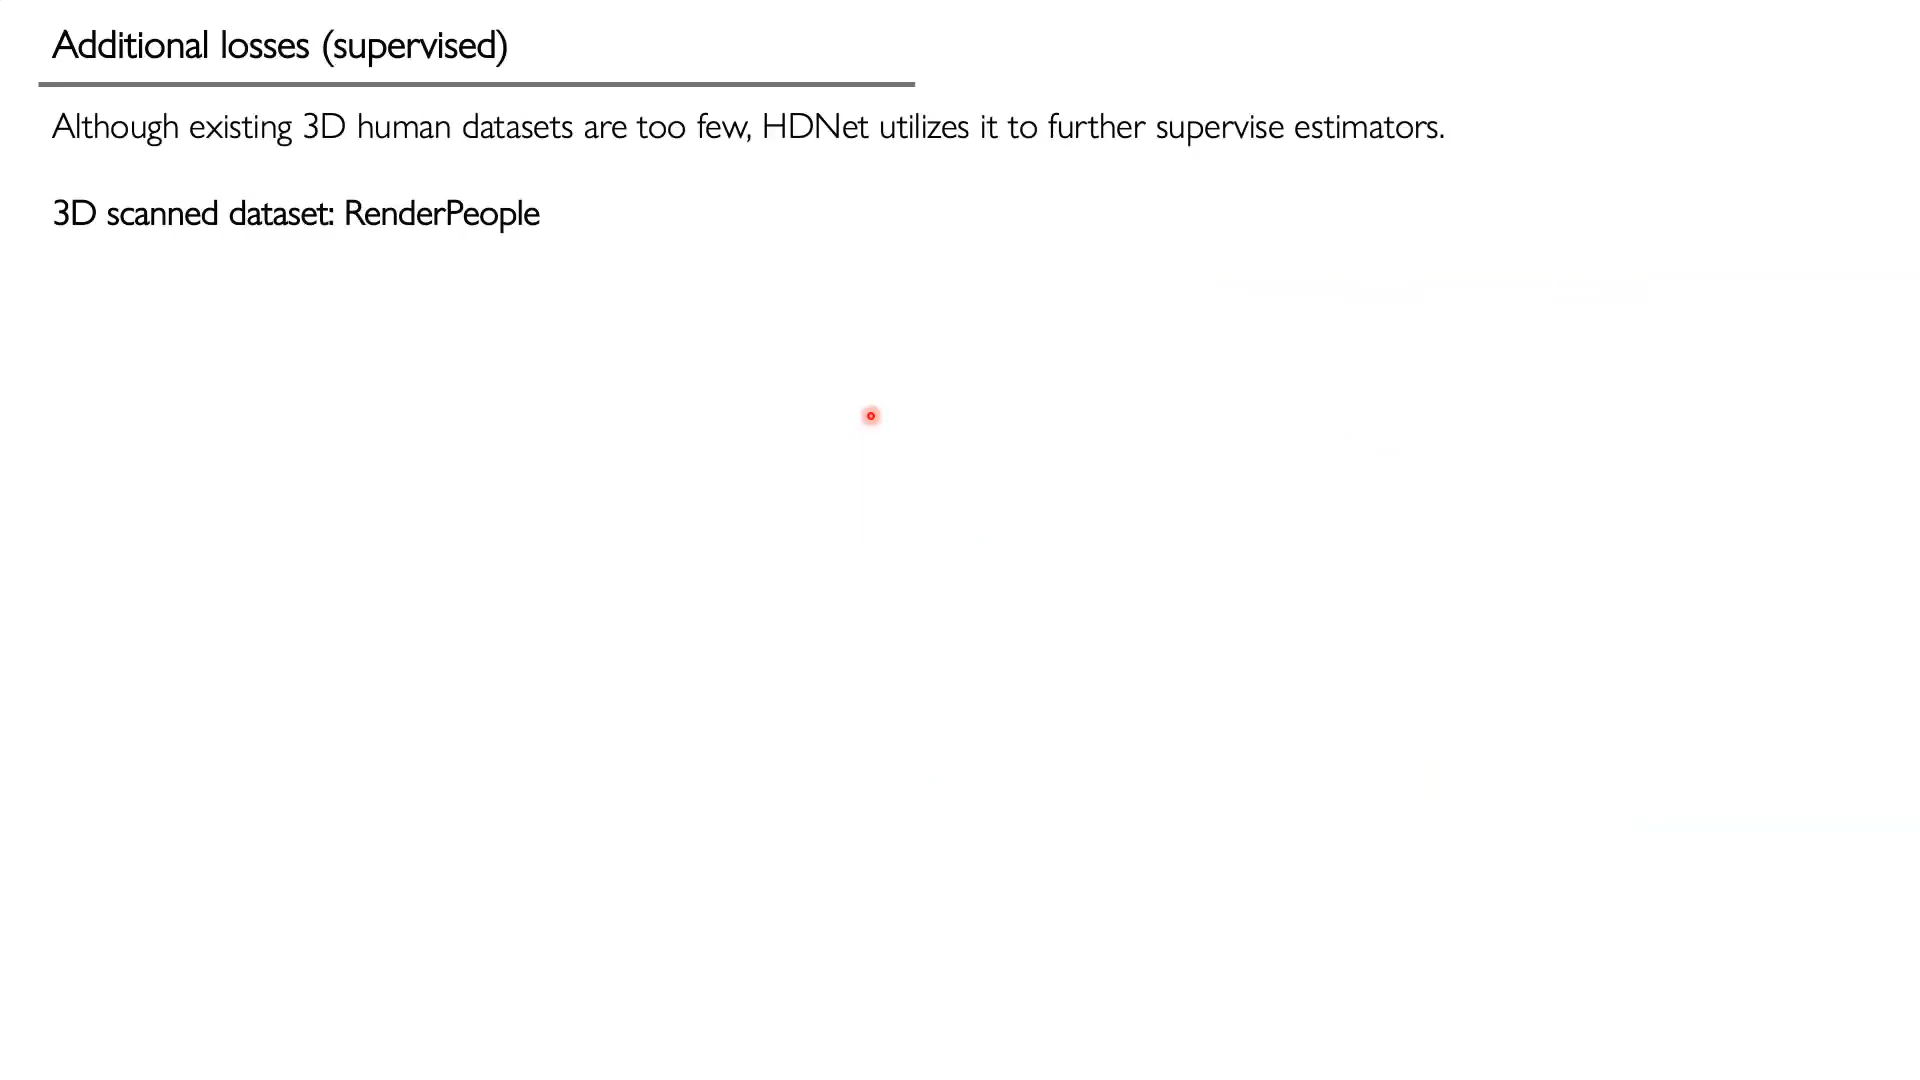 Additional losses (supervised)
Although existing 3D human datasets are too few, HDNet utilizes it to further supervise estimators.
3D scanned dataset: RenderPeople